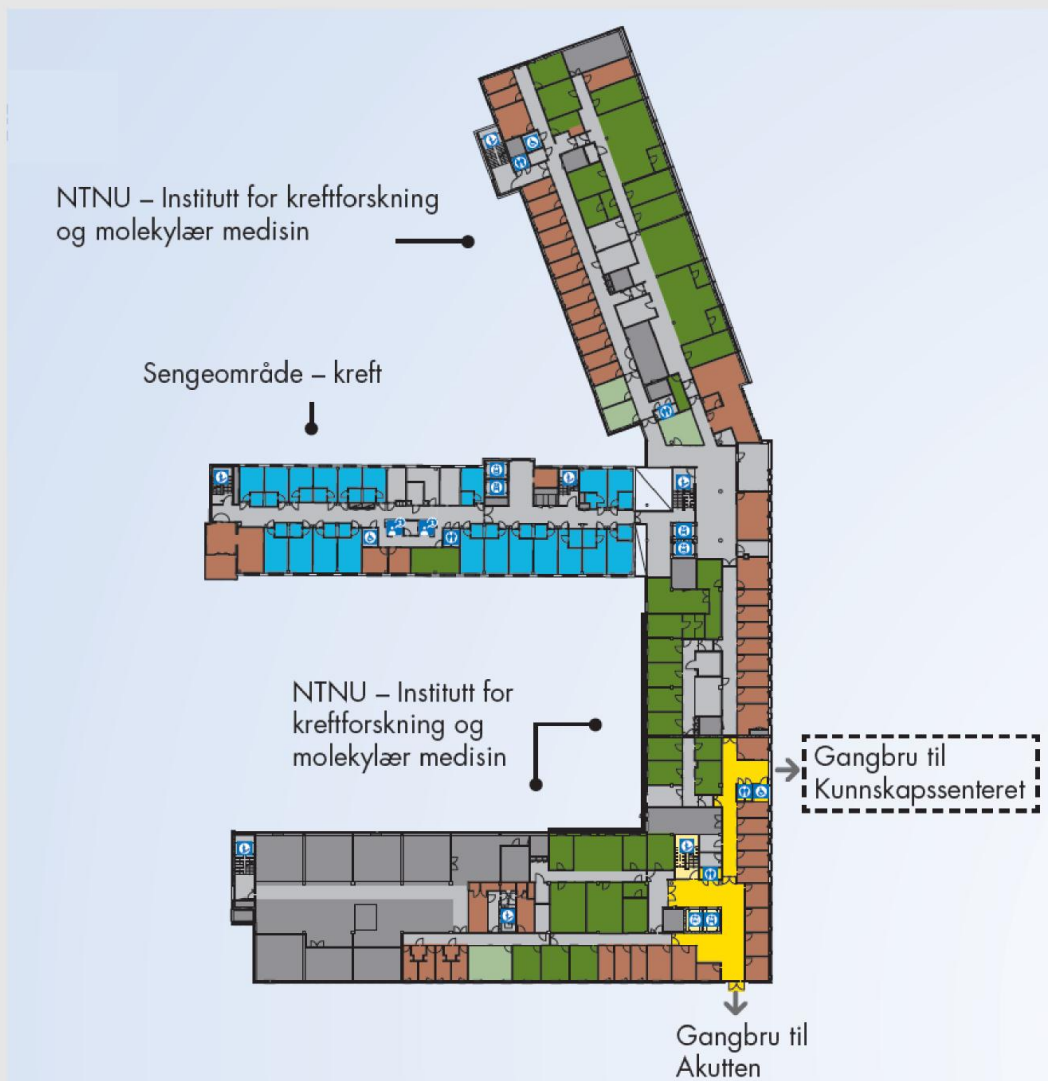 NTNU – Institutt for kreftforskning
og molekylær medisin
Sengeområde – kreft
NTNU – Institutt for
kreftforskning og
molekylær medisin
Gangbru til
Kunnskapssenteret
Gangbru til
Akutten